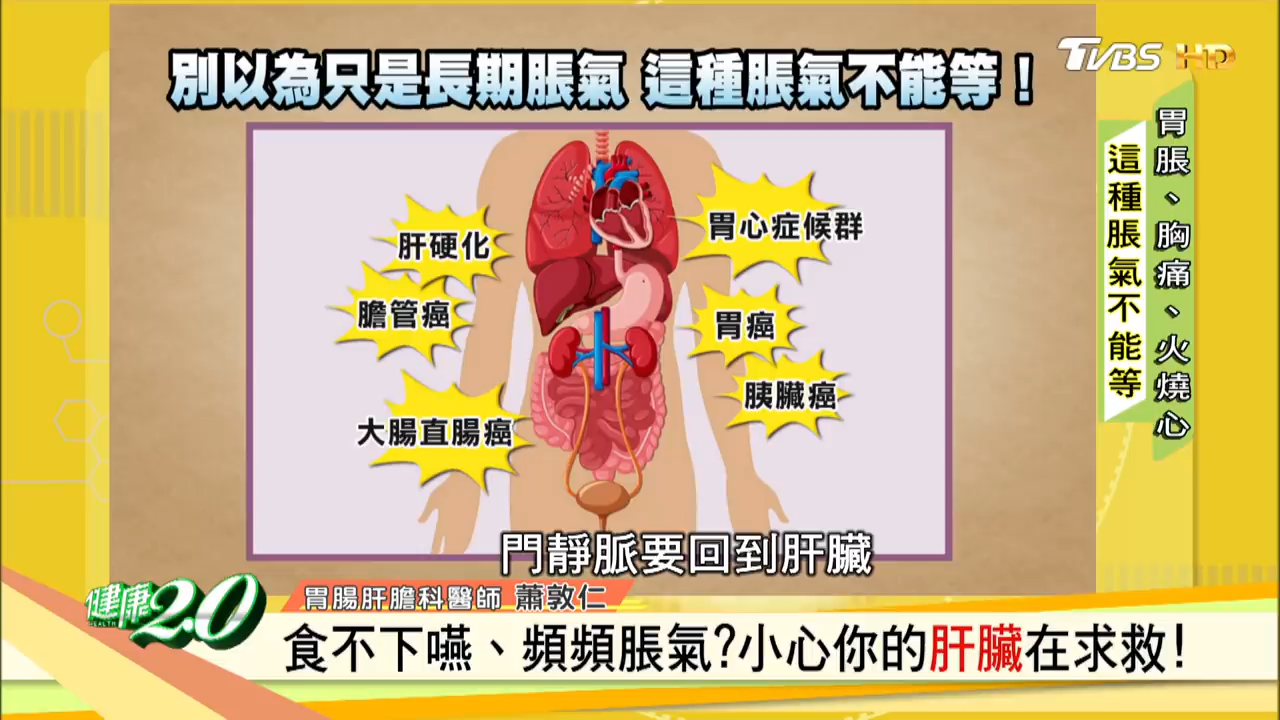 別以為只是長期脹氣 這種脹氣不能等！
TVBS HD
胃脹、胸痛、火燒心
這種脹氣不能等
肝硬化
胃心症候群
膽管癌
胃癌
胰臟癌
大腸直腸癌
門靜脈要回到肝臟
健康2.0
HEALTH
胃腸肝膽科醫師 蕭敦仁
食不下嚥、頻頻脹氣?小心你的肝臟在求救!